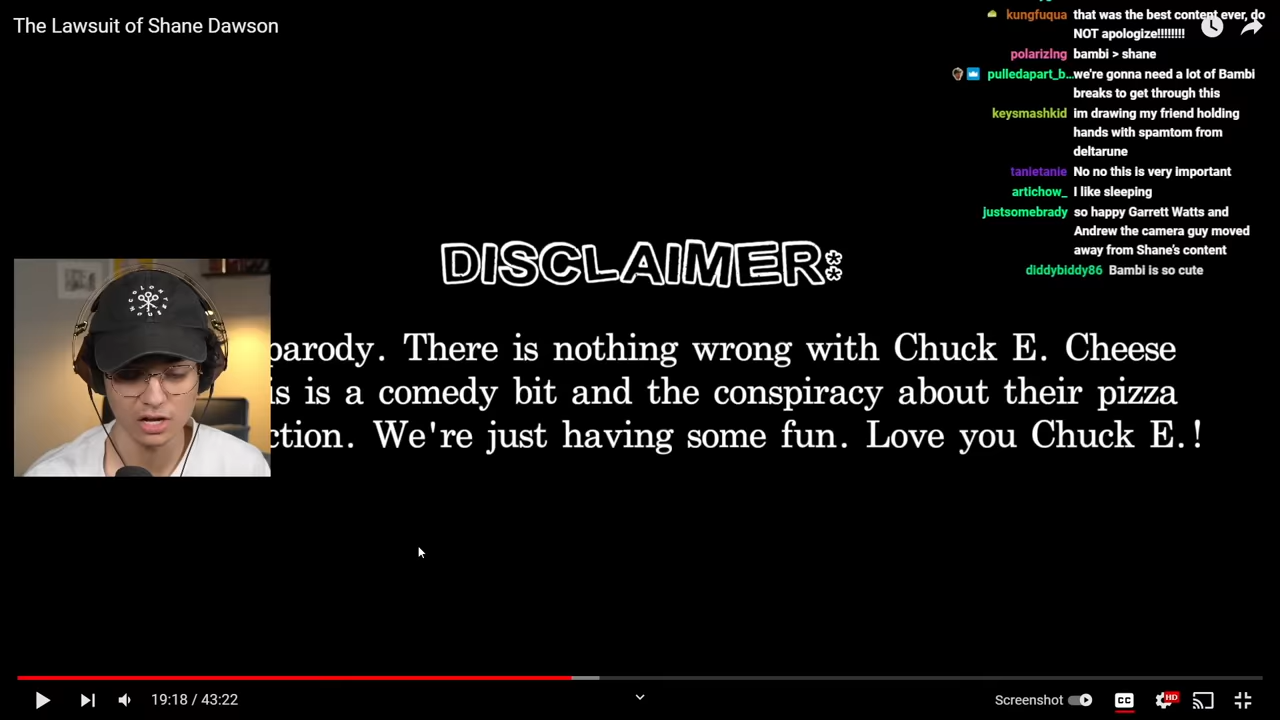 The Lawsuit of Shane Dawson
kungfuqua that was the best content ever, do
NOT apologize!!!!!!!!
polarizlng bambi > shane
pulledapart_b... we're gonna need a lot of Bambi
breaks to get through this
keysmashkid im drawing my friend holding
hands with spamtom from
deltarune
tanietanie No no this is very important
artichow_ I like sleeping
justsomebrady so happy Garrett Watts and
Andrew the camera guy moved
away from Shane's content
diddybiddy86 Bambi is so cute
DISCLAIMER:
parody. There is nothing wrong with Chuck E. Cheese
is is a comedy bit and the conspiracy about their pizza
ction. We're just having some fun. Love you Chuck E.!
19:18 / 43:22
Screenshot
CC
HD